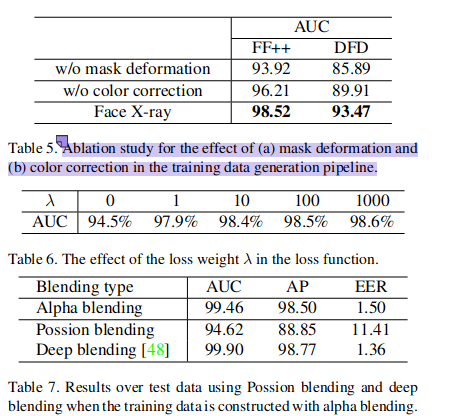 AUC
FF++ DFD
w/o mask deformation 93.92 85.89
w/o color correction 96.21 89.91
Face X-ray 98.52 93.47
Table 5. Ablation study for the effect of (a) mask deformation and
(b) color correction in the training data generation pipeline.
λ 0 1 10 100 1000
AUC 94.5% 97.9% 98.4% 98.5% 98.6%
Table 6. The effect of the loss weight λ in the loss function.
Blending type AUC AP EER
Alpha blending 99.46 98.50 1.50
Possion blending 94.62 88.85 11.41
Deep blending [48] 99.90 98.77 1.36
Table 7. Results over test data using Possion blending and deep
blending when the training data is constructed with alpha blending.